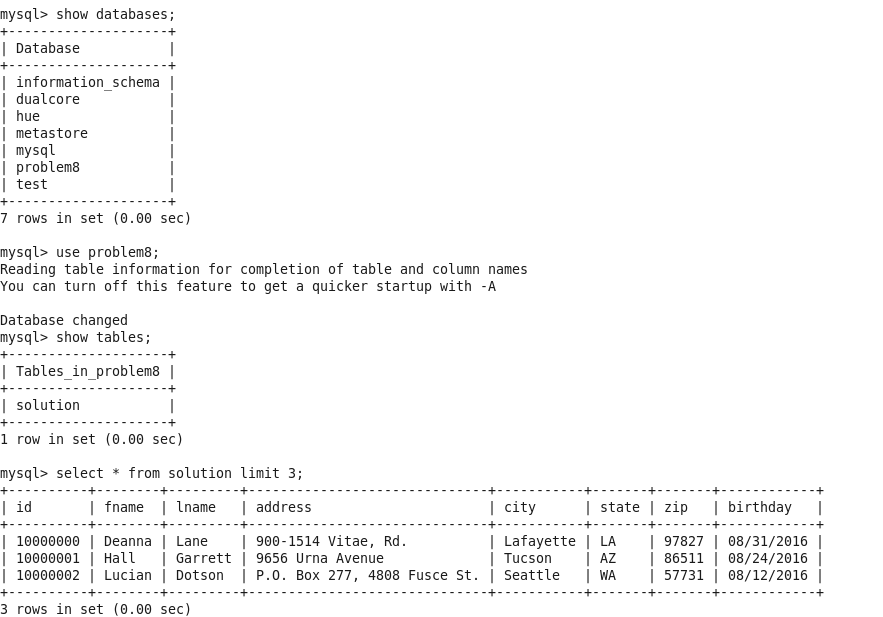 mysql> show databases;
+--------------------+
| Database           |
+--------------------+
| information_schema |
| dualcore           |
| hue                |
| metastore          |
| mysql              |
| problem8           |
| test               |
+--------------------+
7 rows in set (0.00 sec)

mysql> use problem8;
Reading table information for completion of table and column names
You can turn off this feature to get a quicker startup with -A

Database changed
mysql> show tables;
+--------------------+
| Tables_in_problem8 |
+--------------------+
| solution           |
+--------------------+
1 row in set (0.00 sec)

mysql> select * from solution limit 3;
+----------+--------+---------+------------------------------+-----------+-------+-------+------------+
| id       | fname  | lname   | address                      | city      | state | zip   | birthday   |
+----------+--------+---------+------------------------------+-----------+-------+-------+------------+
| 10000000 | Deanna | Lane    | 900-1514 Vitae, Rd.          | Lafayette | LA    | 97827 | 08/31/2016 |
| 10000001 | Hall   | Garrett | 9656 Urna Avenue             | Tucson    | AZ    | 86511 | 08/24/2016 |
| 10000002 | Lucian | Dotson  | P.O. Box 277, 4808 Fusce St. | Seattle   | WA    | 57731 | 08/12/2016 |
+----------+--------+---------+------------------------------+-----------+-------+-------+------------+
3 rows in set (0.00 sec)